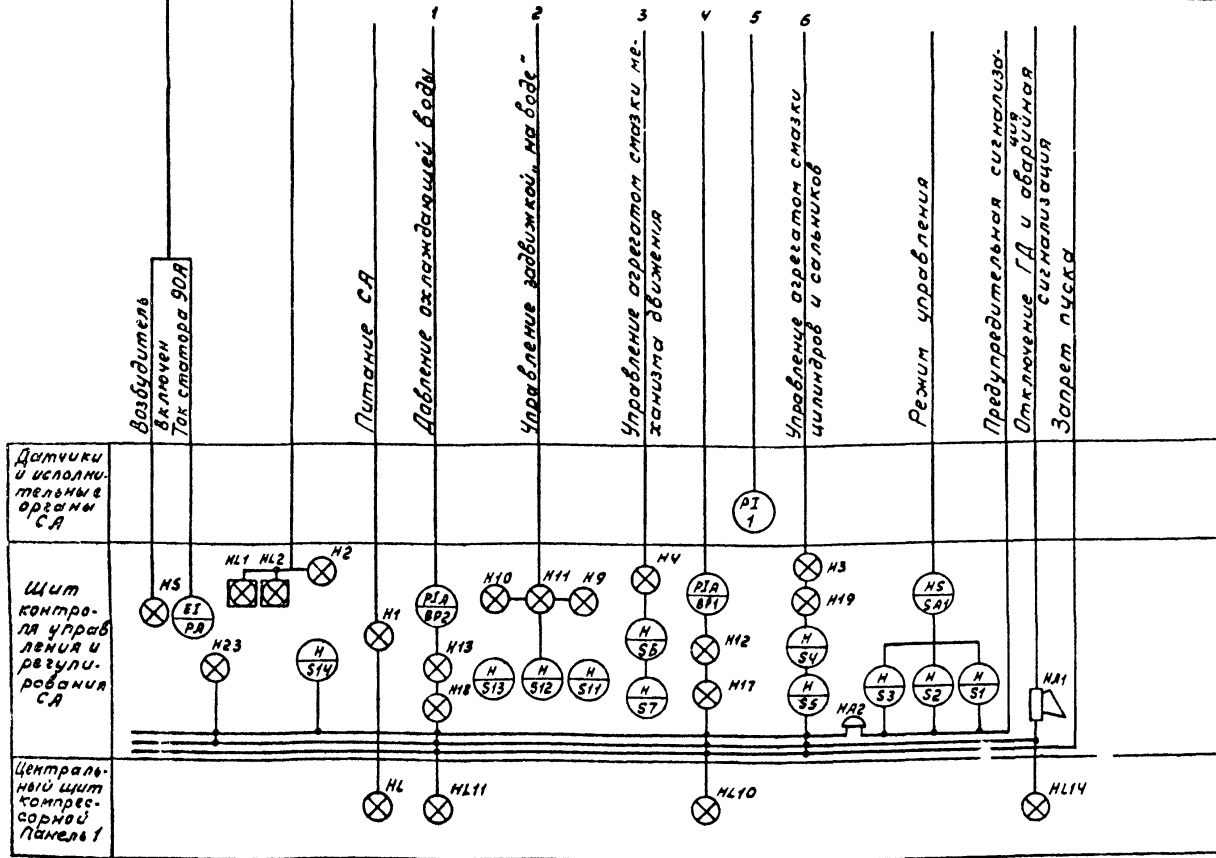 1
2
3
4
5
6
Возбудитель
включен
Ток статора 90А
Питание СА
Давление охлаждающей воды
Управление задвижкой „на воде"
Управление агрегатом смазки ме-
ханизма движения
Управление агрегатом смазки
цилиндров и сальников
Режим управления
Предупредительная сигнализа-
ция
Отключение ГД и аварийная
сигнализация
Запрет пуска
Датчики
и исполни-
тельные
органы
СА
PI
1
Щит
контро-
ля управ
ления и
регули-
рования
СА
H5
EI
PA
HL1
HL2
H2
H23
H
S14
H1
PIA
BP2
H13
H18
H10
H11
H9
H
S13
H
S12
H
S11
H4
H
S6
H
S7
PIA
BP1
H12
H17
H3
H19
H
S4
H
S5
HS
SA1
H
S3
H
S2
H
S1
HA2
HA1
Централь-
ный щит
компрес-
сорной
Панель 1
HL
HL11
HL10
HL14